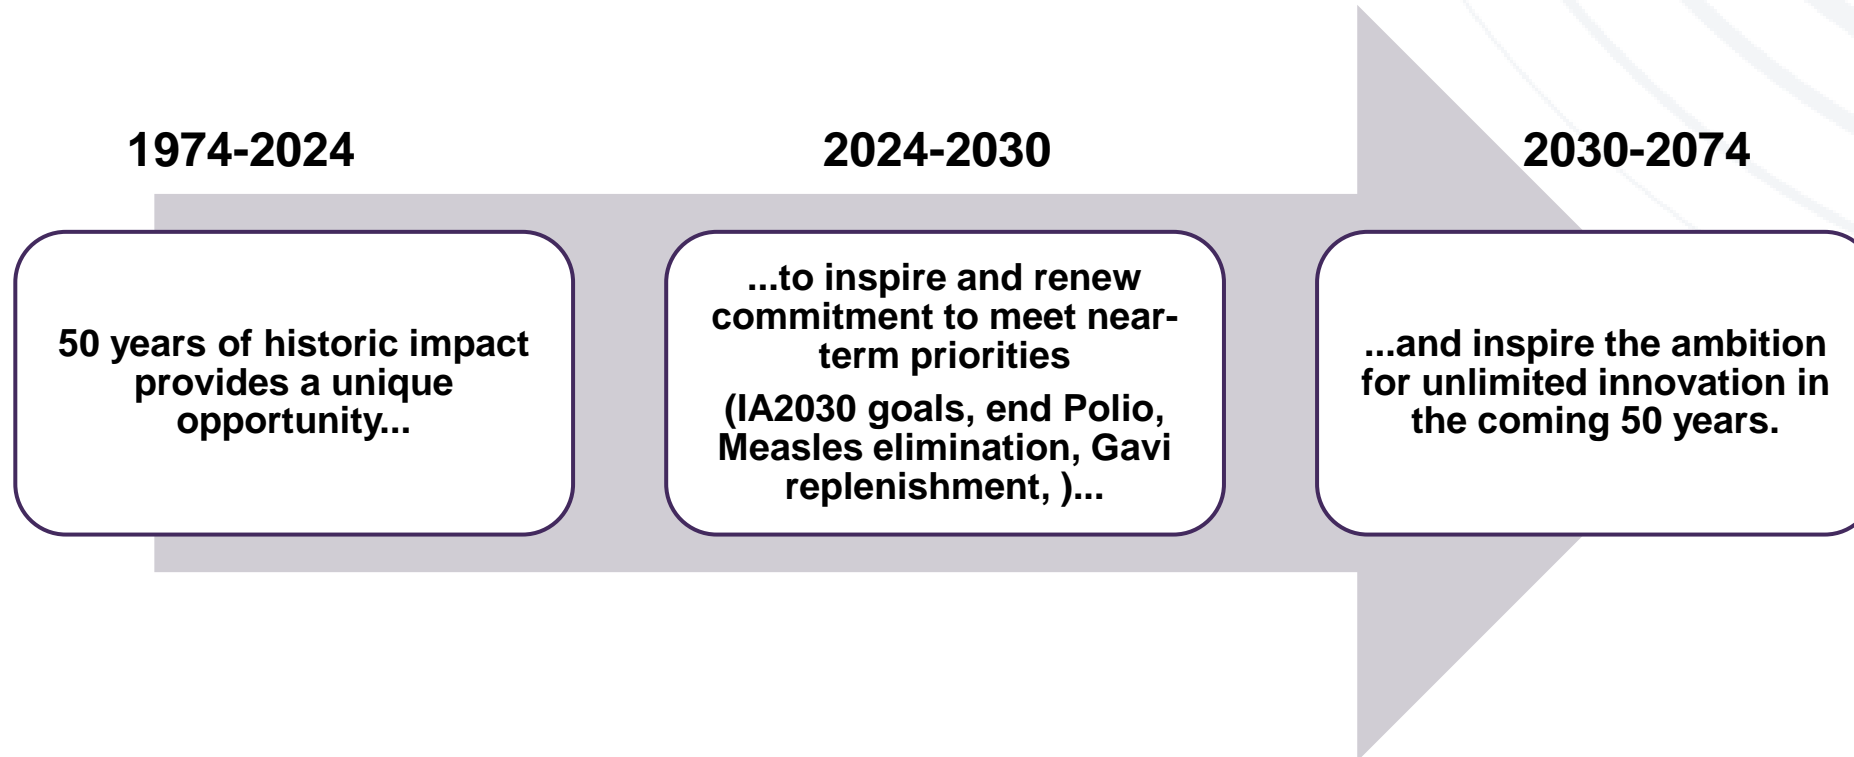 1974-2024
50 years of historic impact
provides a unique
opportunity...
2024-2030
...to inspire and renew
commitment to meet near-
term priorities
(IA2030 goals, end Polio,
Measles elimination, Gavi
replenishment, )...
2030-2074
...and inspire the ambition
for unlimited innovation in
the coming 50 years.